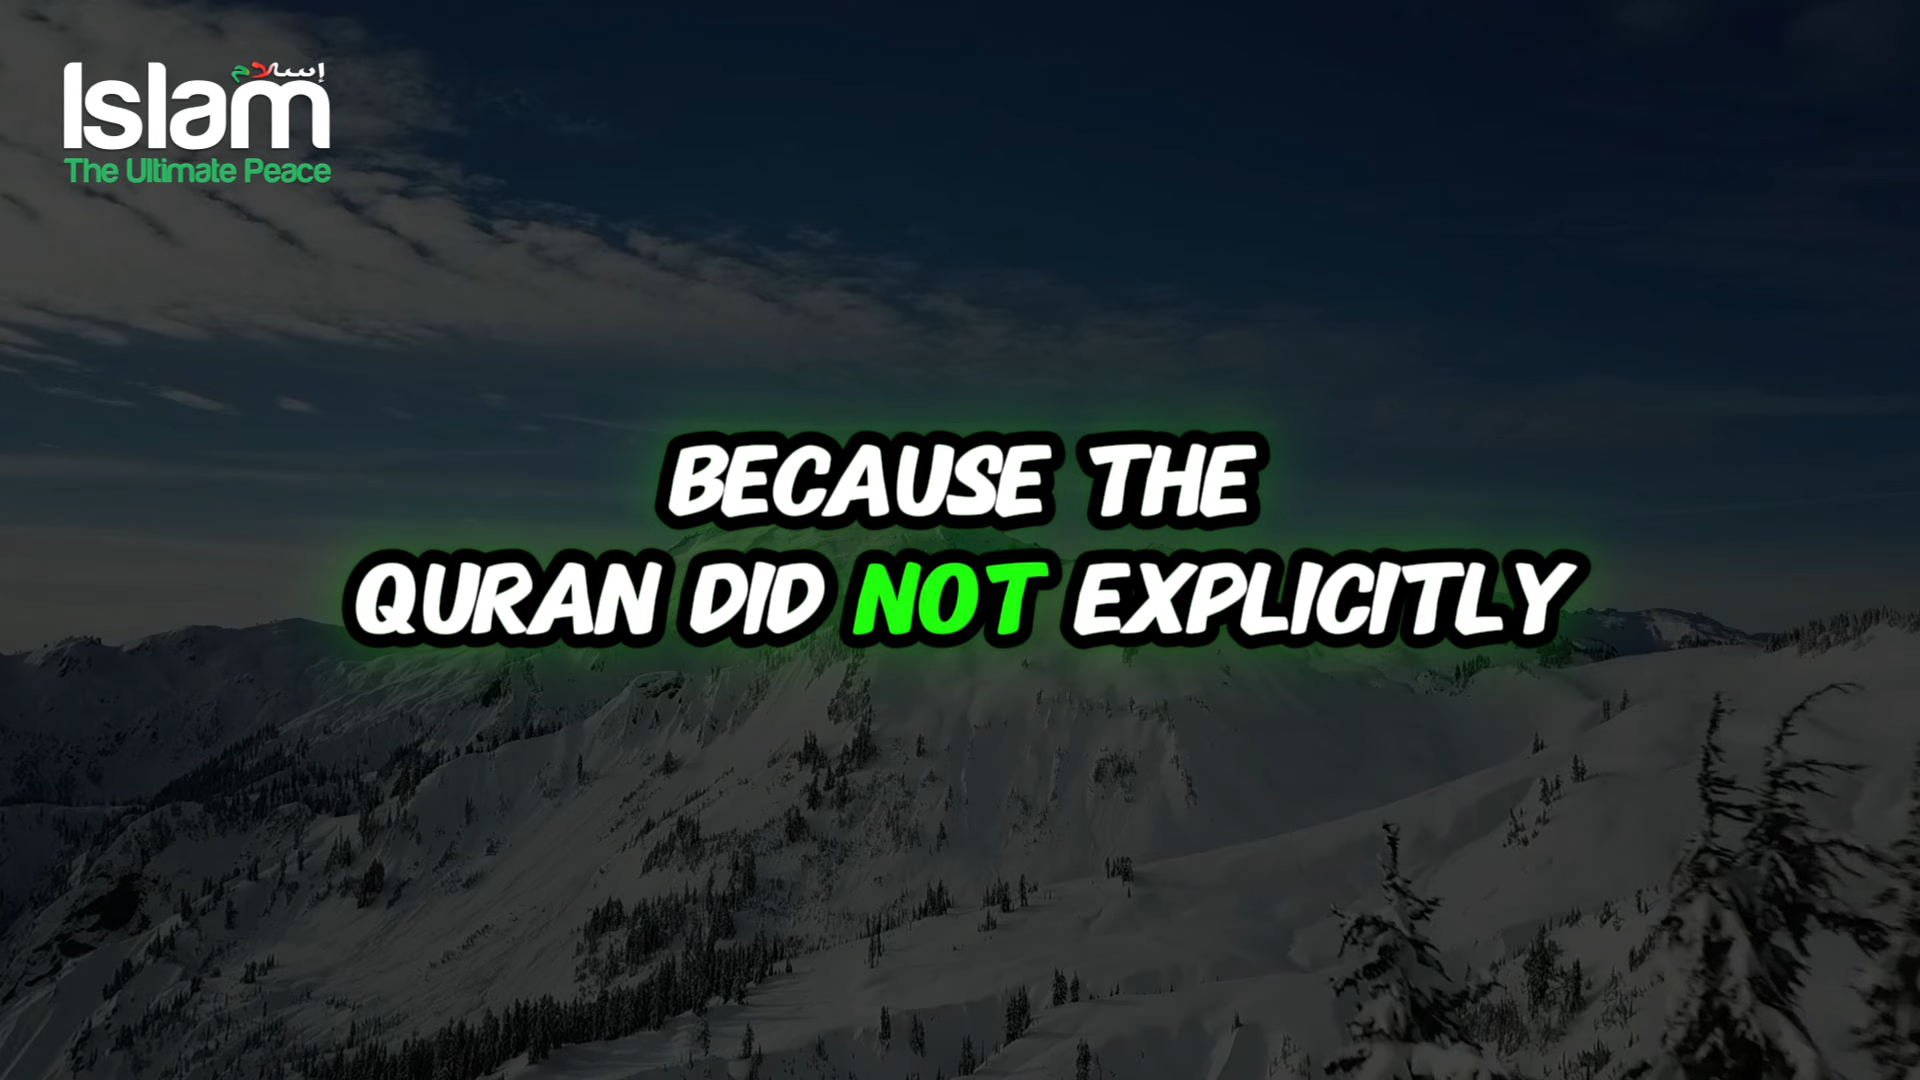 إسلام
Islam
The Ultimate Peace
BECAUSE THE
QURAN DID NOT EXPLICITLY